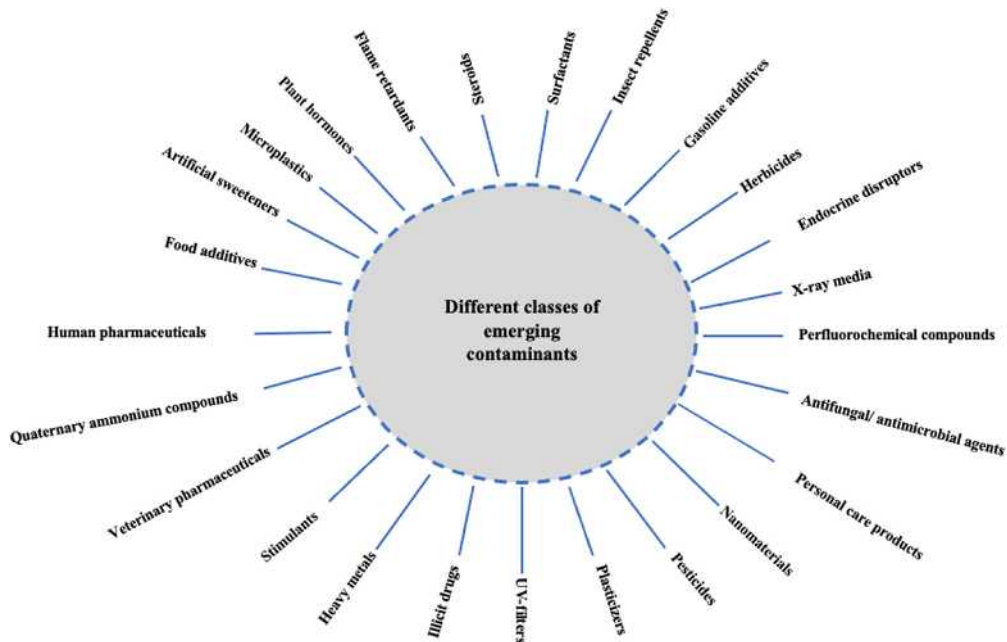 Different classes of
emerging
contaminants
Steroids
Surfactants
Insect repellents
Gasoline additives
Herbicides
Endocrine disruptors
X-ray media
Perfluorochemical compounds
Antifungal/ antimicrobial agents
Personal care products
Nanomaterials
Pesticides
Plasticizers
UV-filters
Illicit drugs
Heavy metals
Stimulants
Veterinary pharmaceuticals
Quaternary ammonium compounds
Human pharmaceuticals
Food additives
Artificial sweeteners
Microplastics
Plant hormones
Flame retardants